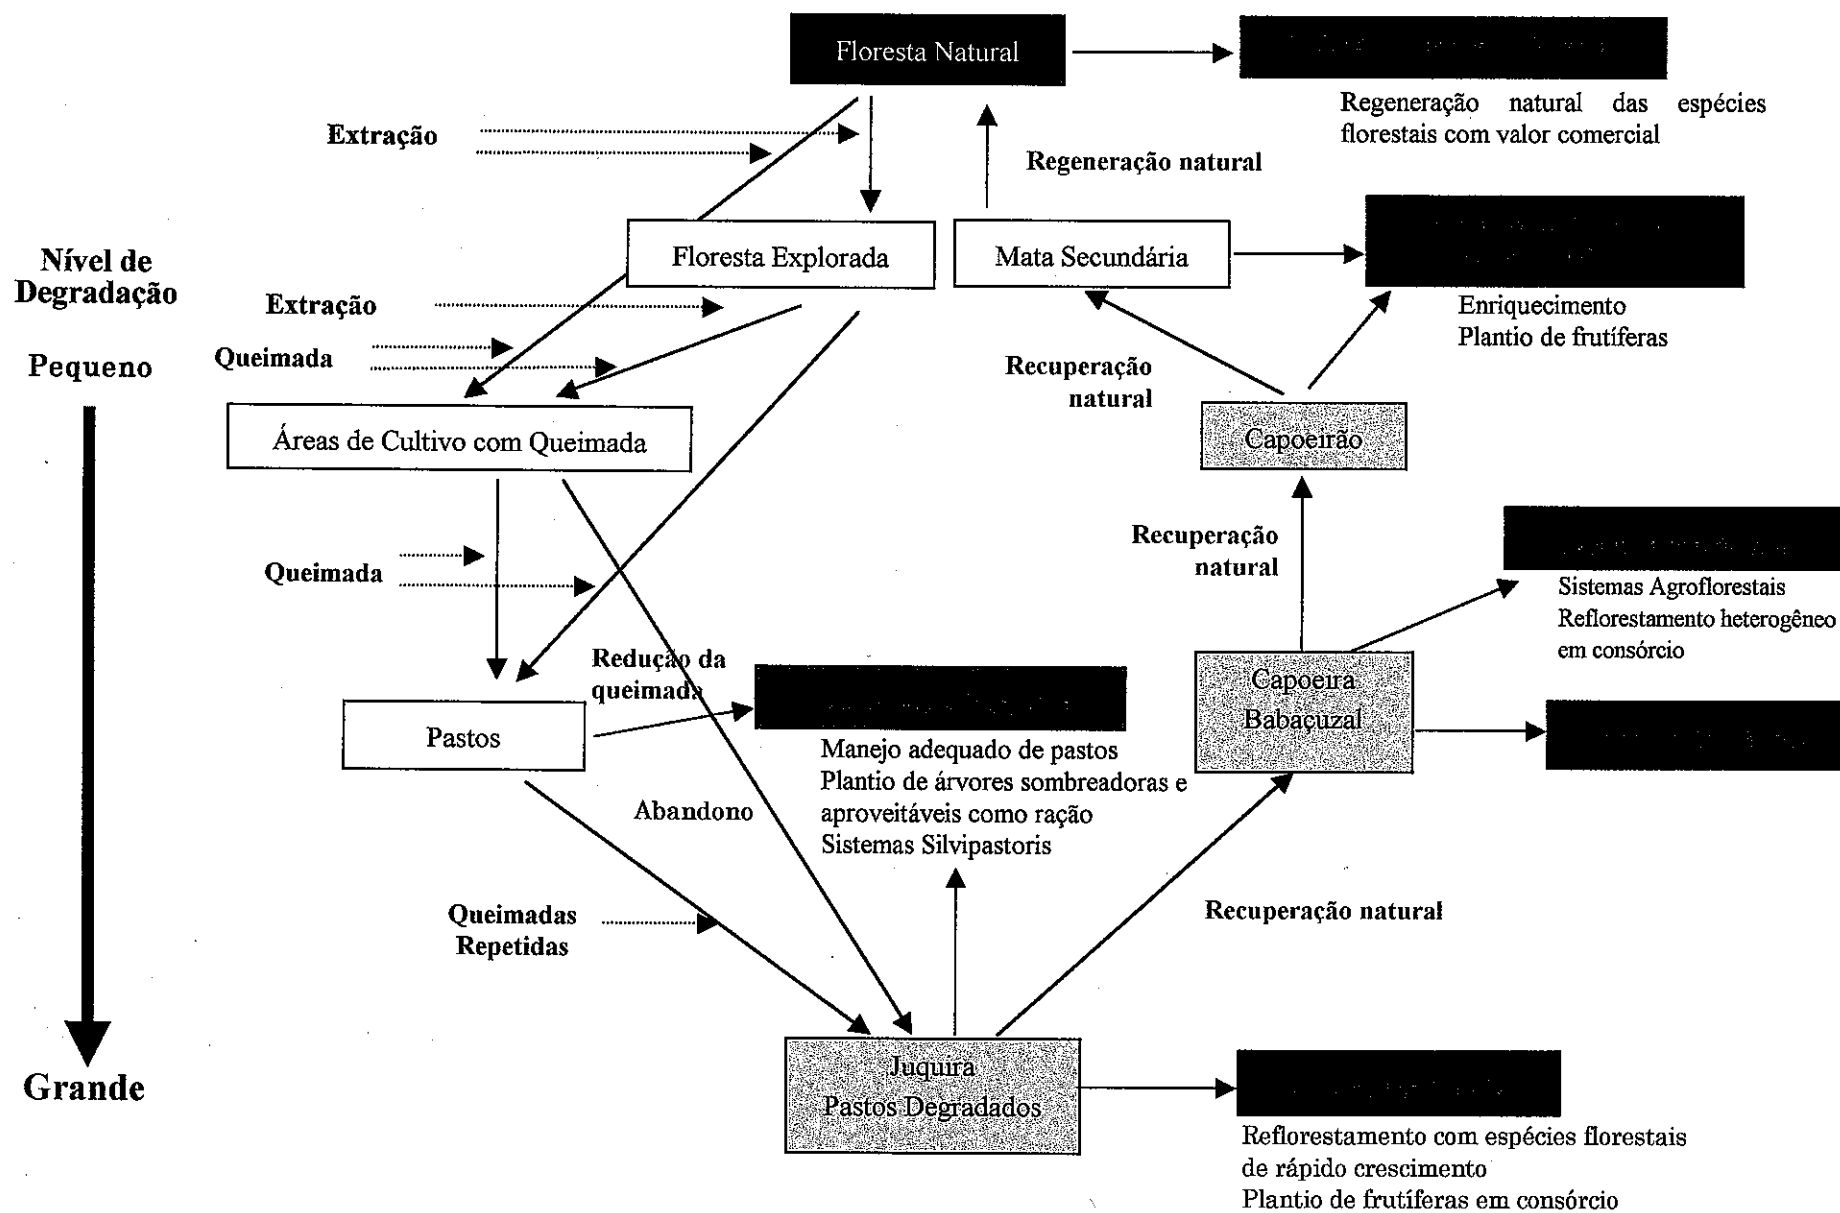 Floresta Natural
Regeneração natural das espécies
florestais com valor comercial
Extração
Regeneração natural
Floresta Explorada
Mata Secundária
Nível de
Degradação
Pequeno
Extração
Enriquecimento
Plantio de frutíferas
Queimada
Recuperação
natural
Áreas de Cultivo com Queimada
Capoeirão
Recuperação
natural
Queimada
Sistemas Agroflorestais
Reflorestamento heterogêneo
em consórcio
Redução da
queimada
Capoeira
Babaçuzal
Pastos
Manejo adequado de pastos
Plantio de árvores sombreadoras e
aproveitáveis como ração
Sistemas Silvipastoris
Abandono
Queimadas
Repetidas
Recuperação natural
Grande
Juquira
Pastos Degradados
Reflorestamento com espécies florestais
de rápido crescimento
Plantio de frutíferas em consórcio